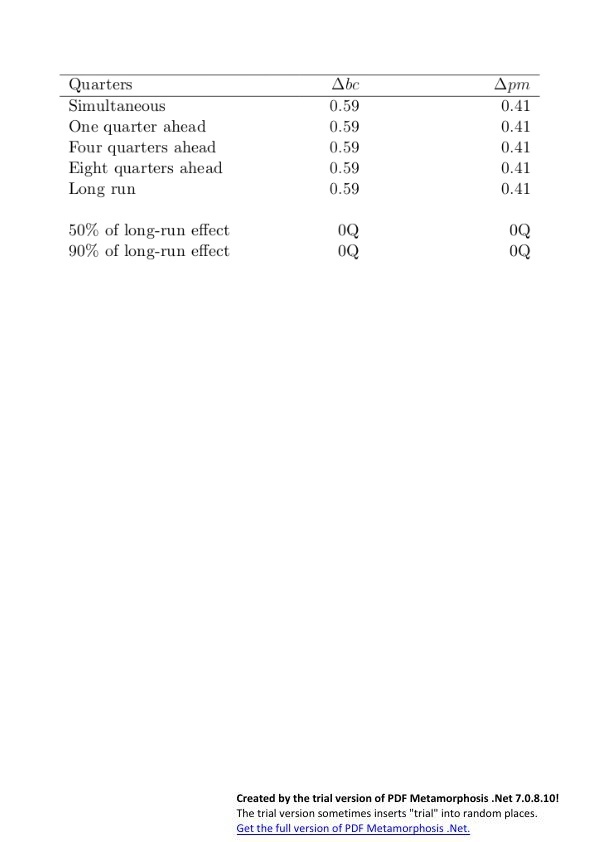 Quarters Δbc Δpm
Simultaneous 0.59 0.41
One quarter ahead 0.59 0.41
Four quarters ahead 0.59 0.41
Eight quarters ahead 0.59 0.41
Long run 0.59 0.41
50% of long-run effect 0Q 0Q
90% of long-run effect 0Q 0Q
Created by the trial version of PDF Metamorphosis .Net 7.0.8.10!
The trial version sometimes inserts "trial" into random places.
Get the full version of PDF Metamorphosis .Net.